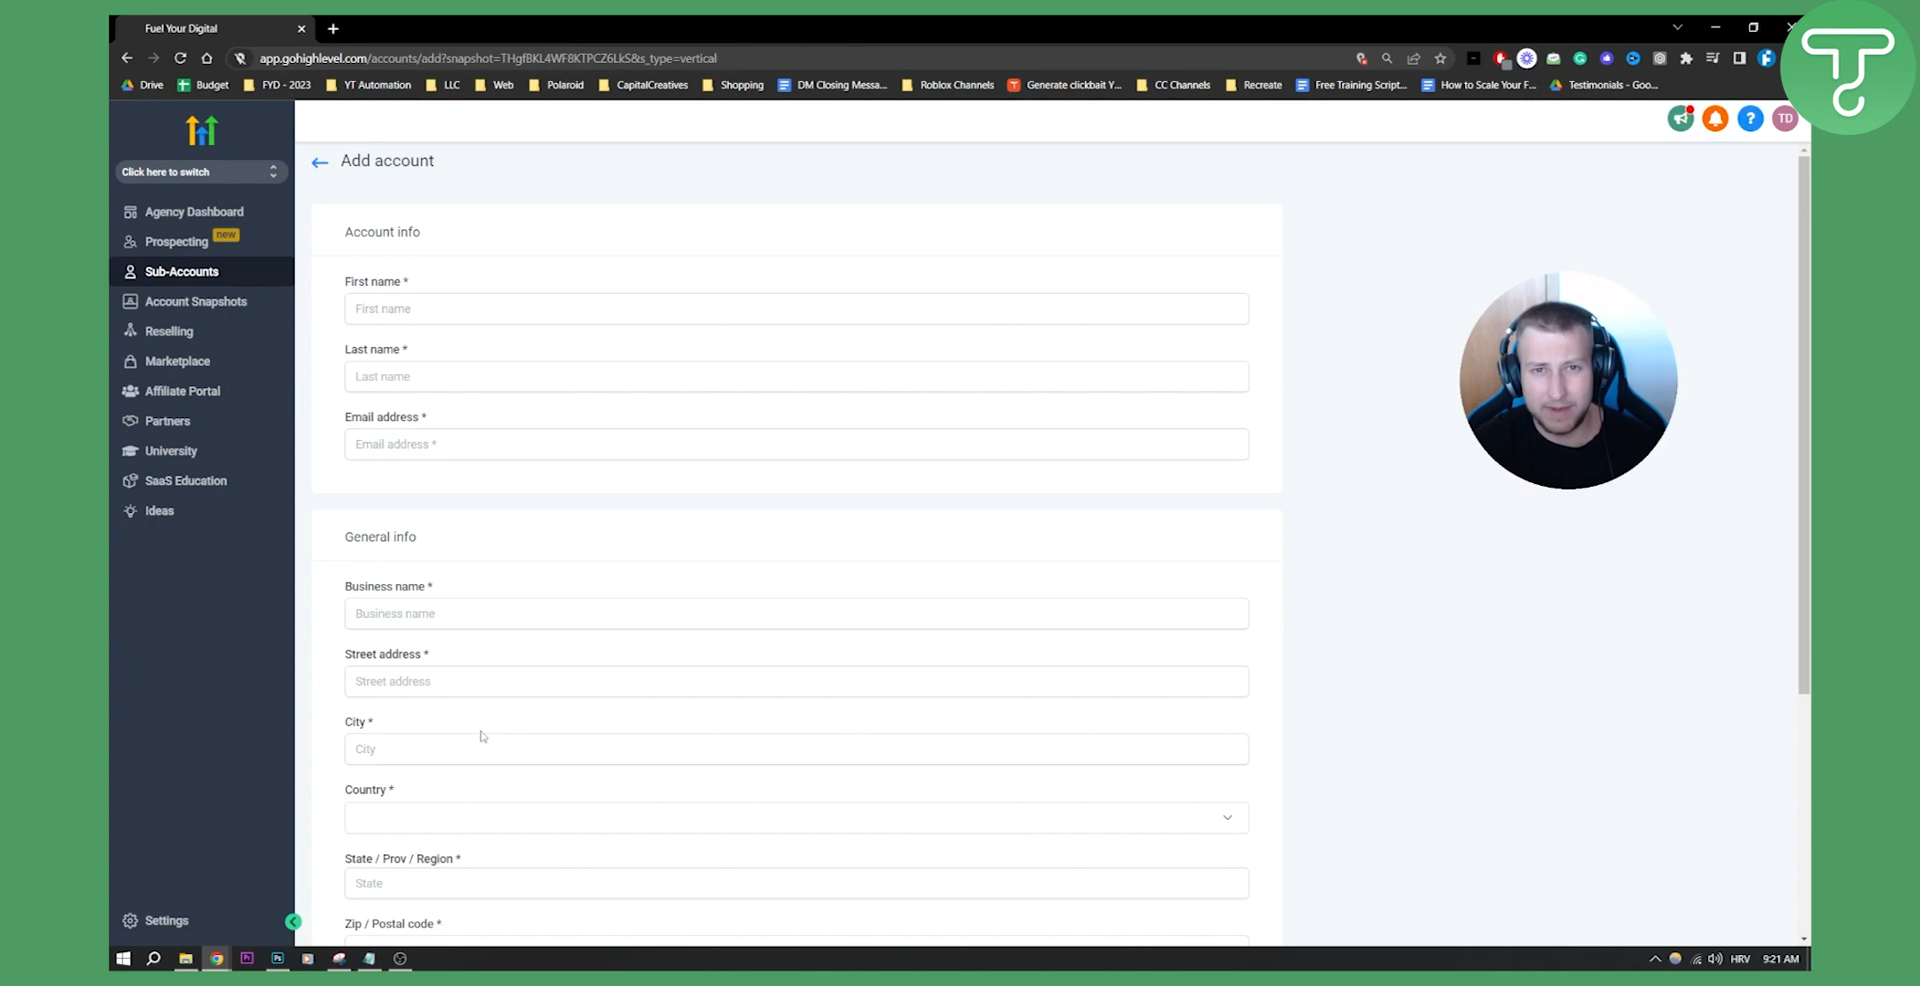 Fuel Your Digital
app.gohighlevel.com/accounts/add?snapshot=THgfBKL4WF8KTPCZ6LkS&s_type=vertical
Drive Budget FYD - 2023 YT Automation LLC Web Polaroid CapitalCreatives Shopping DM Closing Messa... Roblox Channels Generate clickbait Y... CC Channels Recreate Free Training Script... How to Scale Your F... Testimonials - Goo...
TD
Click here to switch
Agency Dashboard
Prospecting new
Sub-Accounts
Account Snapshots
Reselling
Marketplace
Affiliate Portal
Partners
University
SaaS Education
Ideas
Settings
Add account
Account info
First name *
First name
Last name *
Last name
Email address *
Email address *
General info
Business name *
Business name
Street address *
Street address
City *
City
Country *
State / Prov / Region *
State
Zip / Postal code *
HRV 9:21 AM